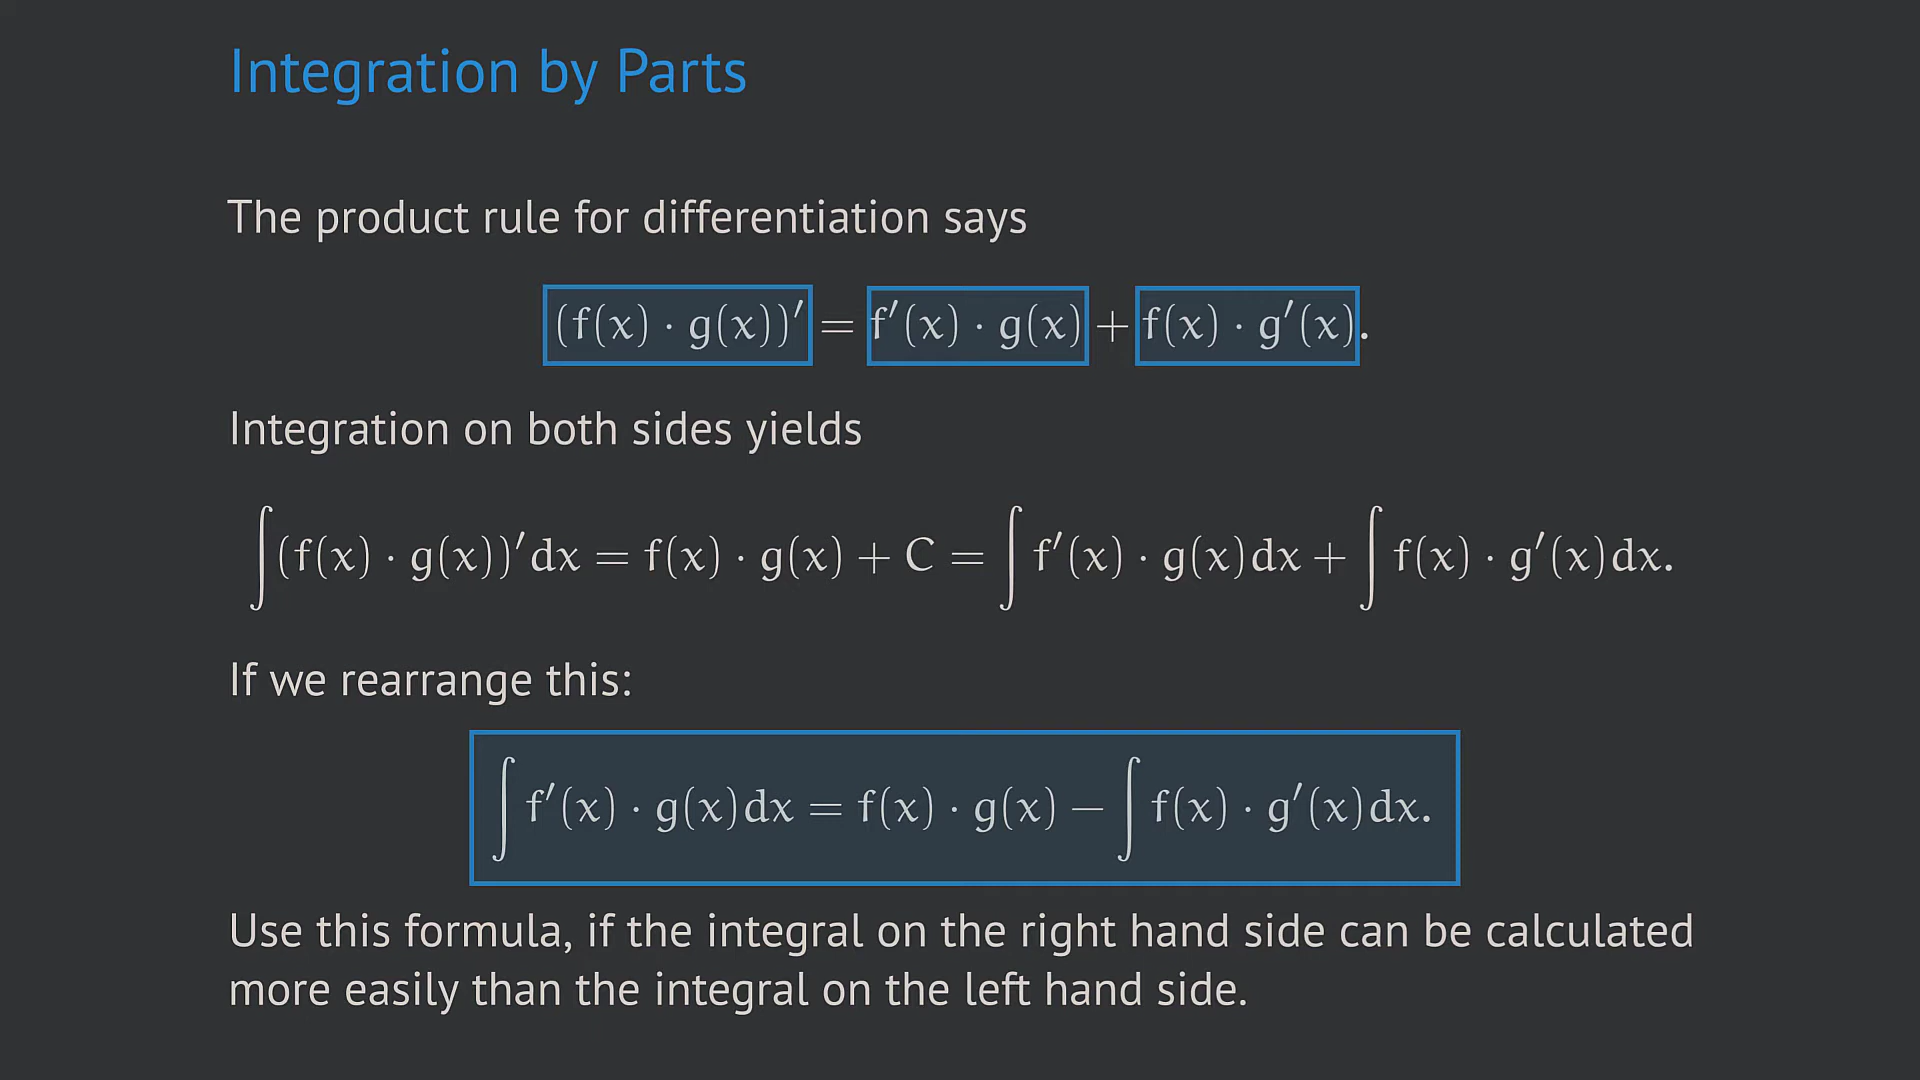 Integration by Parts
The product rule for differentiation says
(f(x) · g(x))′ = f′(x) · g(x) + f(x) · g′(x).
Integration on both sides yields
∫(f(x) · g(x))′dx = f(x) · g(x) + C = ∫f′(x) · g(x)dx + ∫f(x) · g′(x)dx.
If we rearrange this:
∫f′(x) · g(x)dx = f(x) · g(x) − ∫f(x) · g′(x)dx.
Use this formula, if the integral on the right hand side can be calculated
more easily than the integral on the left hand side.